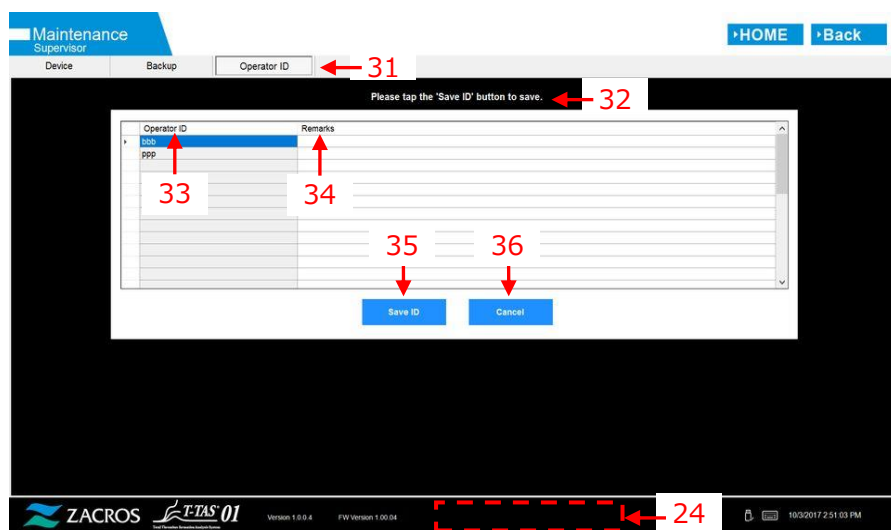 Maintenance
Supervisor
HOME Back
Device Backup Operator ID 31
Please tap the 'Save ID' button to save. 32
Operator ID Remarks
bbb
ppp
33 34
35 36
Save ID Cancel
ZACROS T-TAS 01 Version 1.0.0.4 FW Version 1.00.04 24 10/3/2017 2:51:03 PM